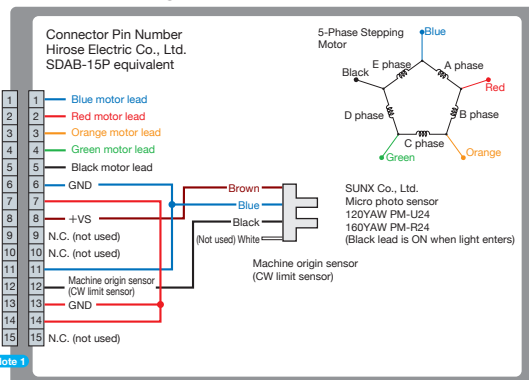 Connector Pin Number
Hirose Electric Co., Ltd.
SDAB-15P equivalent
5-Phase Stepping
Motor
Blue
E phase
A phase
Black
Red
D phase
B phase
C phase
Green
Orange
1 1 Blue motor lead
2 2 Red motor lead
3 3 Orange motor lead
4 4 Green motor lead
5 5 Black motor lead
6 6 GND
7 7
8 8 +VS
9 9 N.C. (not used)
10 10 N.C. (not used)
11 11
12 12 Machine origin sensor
(CW limit sensor)
13 13 GND
14 14
15 15 N.C. (not used)
Brown
Blue
Black
(Not used) White
Machine origin sensor
(CW limit sensor)
SUNX Co., Ltd.
Micro photo sensor
120YAW PM-U24
160YAW PM-R24
(Black lead is ON when light enters)
Note 1